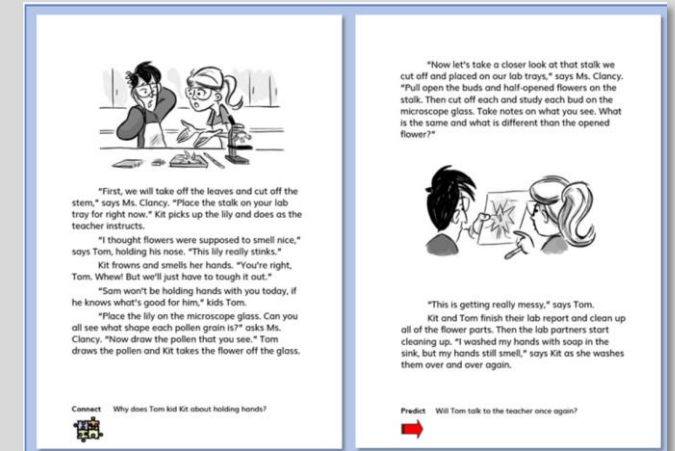 "First, we will take off the leaves and cut off the
stem," says Ms. Clancy. "Place the stalk on your lab
tray for right now." Kit picks up the lily and does as the
teacher instructs.
"I thought flowers were supposed to smell nice,"
says Tom, holding his nose. "This lily really stinks."
Kit frowns and smells her hands. "You're right,
Tom. Whew! But we'll just have to tough it out."
"Sam won't be holding hands with you today, if
he knows what's good for him," kids Tom.
"Place the lily on the microscope glass. Can you
all see what shape each pollen grain is?" asks Ms.
Clancy. "Now draw the pollen that you see." Tom
draws the pollen and Kit takes the flower off the glass.
Connect Why does Tom kid Kit about holding hands?
"Now let's take a closer look at that stalk we
cut off and placed on our lab trays," says Ms. Clancy.
"Pull open the buds and half-opened flowers on the
stalk. Then cut off each and study each bud on the
microscope glass. Take notes on what you see. What
is the same and what is different than the opened
flower?"
"This is getting really messy," says Tom.
Kit and Tom finish their lab report and clean up
all of the flower parts. Then the lab partners start
cleaning up. "I washed my hands with soap in the
sink, but my hands still smell," says Kit as she washes
them over and over again.
Predict Will Tom talk to the teacher once again?